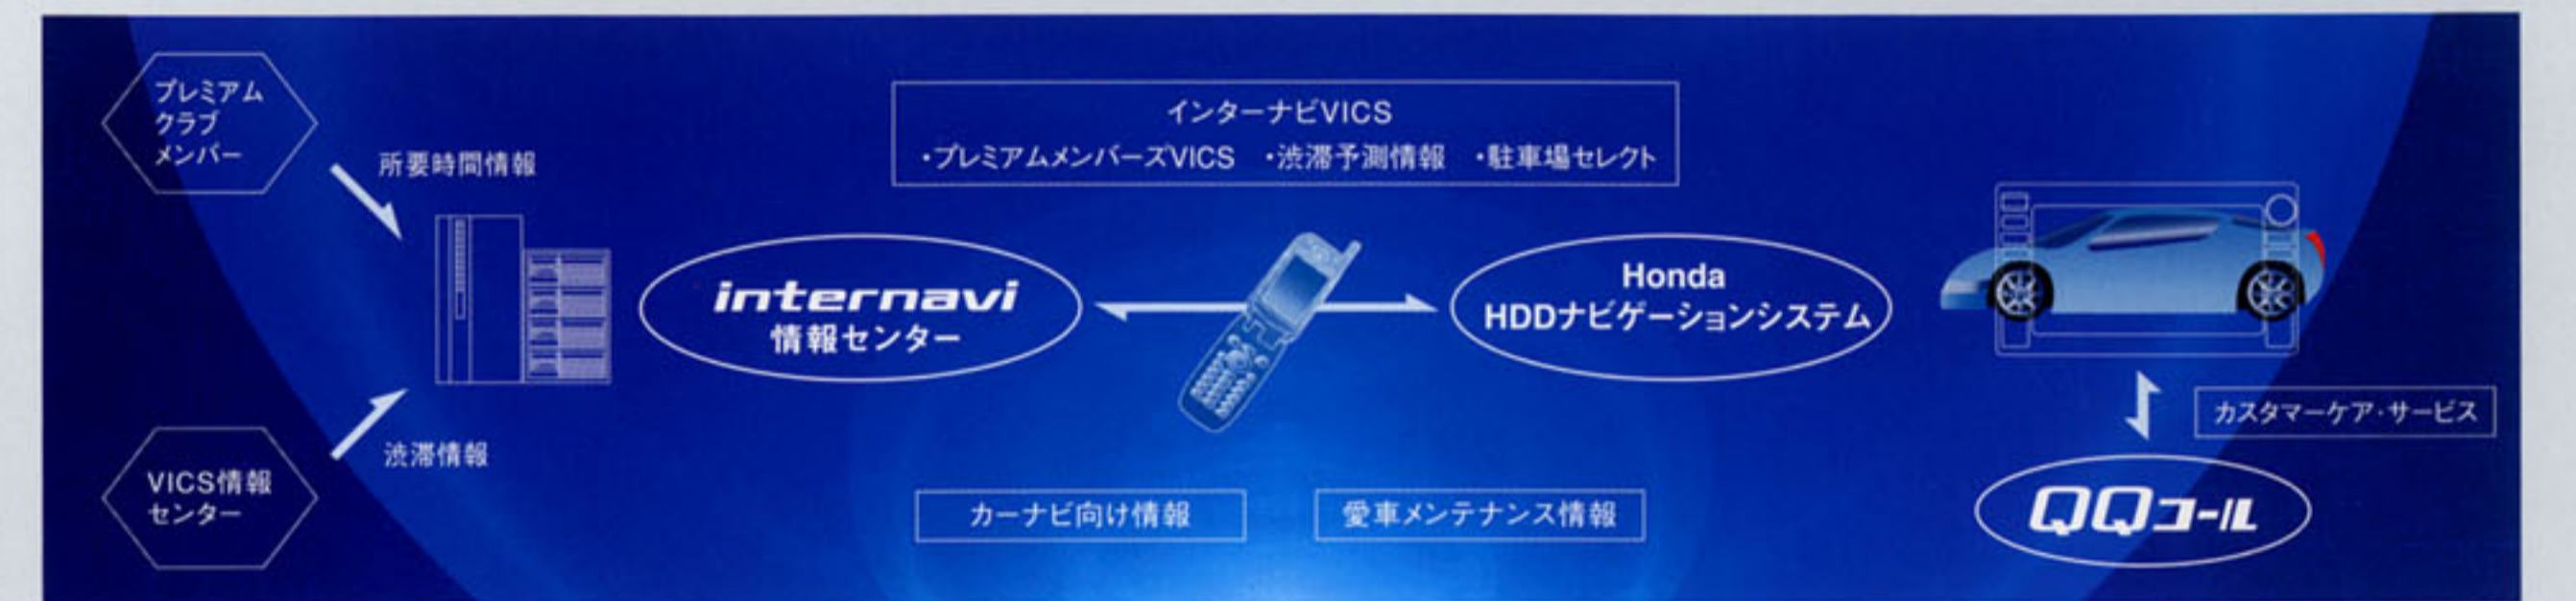 プレミアム
クラブ
メンバー
所要時間情報
インターナビVICS
・プレミアムメンバーズVICS ・渋滞予測情報 ・駐車場セレクト
internavi
情報センター
Honda
HDDナビゲーションシステム
渋滞情報
VICS情報
センター
カーナビ向け情報
愛車メンテナンス情報
カスタマーケア・サービス
QQコール